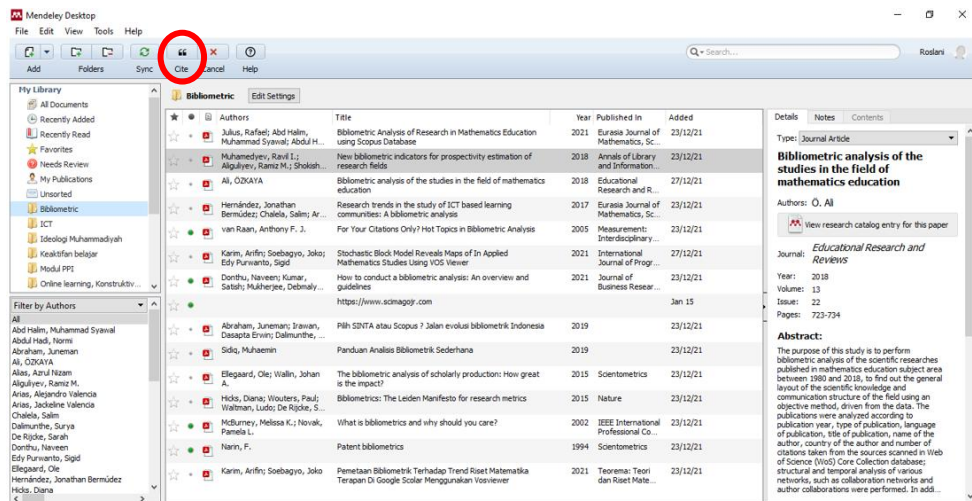 Mendeley Desktop
File Edit View Tools Help
Add Folders Sync Cite Cancel Help
Search...
Roslani
My Library
All Documents
Recently Added
Recently Read
Favorites
Needs Review
My Publications
Unsorted
Bibliometric
ICT
Ideologi Muhammadiyah
Keaktifan belajar
Modul PPI
Online learning, Konstruktiv...
Filter by Authors
All
Abd Halim, Muhammad Syawal
Abdul Hadi, Normi
Abraham, Juneman
Ali, ÖZKAYA
Alias, Azrul Nizam
Aliguliyev, Ramiz M.
Arias, Alejandro Valencia
Arias, Jackeline Valencia
Chalela, Salim
Dalimunthe, Surya
De Rijcke, Sarah
Donthu, Naveen
Edy Purwanto, Sigid
Ellegaard, Ole
Hernández, Jonathan Bermúdez
Hicks, Diana
Bibliometric Edit Settings
Authors Title Year Published In Added
Julius, Rafael; Abd Halim, Bibliometric Analysis of Research in Mathematics Education 2021 Eurasia Journal of 23/12/21
Muhammad Syawal; Abdul H... using Scopus Database Mathematics, Sc...
Muhamedyev, Ravil I.; New bibliometric indicators for prospectivity estimation of 2018 Annals of Library 23/12/21
Aliguliyev, Ramiz M.; Shokish... research fields and Information...
Ali, ÖZKAYA Bibliometric analysis of the studies in the field of mathematics 2018 Educational 27/12/21
education Research and R...
Hernández, Jonathan Research trends in the study of ICT based learning 2017 Eurasia Journal of 23/12/21
Bermúdez; Chalela, Salim; Ar... communities: A bibliometric analysis Mathematics, Sc...
van Raan, Anthony F. J. For Your Citations Only? Hot Topics in Bibliometric Analysis 2005 Measurement: 23/12/21
Interdisciplinary...
Karim, Arifin; Soebagyo, Joko; Stochastic Block Model Reveals Maps of In Applied 2021 International 27/12/21
Edy Purwanto, Sigid Mathematics Studies Using VOS Viewer Journal of Progr...
Donthu, Naveen; Kumar, How to conduct a bibliometric analysis: An overview and 2021 Journal of 23/12/21
Satish; Mukherjee, Debmaly... guidelines Business Resear...
https://www.scimagojr.com Jan 15
Abraham, Juneman; Irawan, Pilih SINTA atau Scopus ? Jalan evolusi bibliometrik Indonesia 2019 23/12/21
Dasapta Erwin; Dalimunthe, ...
Sidiq, Muhaemin Panduan Analisis Bibliometrik Sederhana 2019 23/12/21
Ellegaard, Ole; Wallin, Johan The bibliometric analysis of scholarly production: How great 2015 Scientometrics 23/12/21
A. is the impact?
Hicks, Diana; Wouters, Paul; Bibliometrics: The Leiden Manifesto for research metrics 2015 Nature 23/12/21
Waltman, Ludo; De Rijcke, S...
McBurney, Melissa K.; Novak, What is bibliometrics and why should you care? 2002 IEEE International 23/12/21
Pamela L. Professional Co...
Narin, F. Patent bibliometrics 1994 Scientometrics 23/12/21
Karim, Arifin; Soebagyo, Joko Pemetaan Bibliometrik Terhadap Trend Riset Matematika 2021 Teorema: Teori 23/12/21
Terapan Di Google Scholar Menggunakan Vosviewer dan Riset Mate...
Details Notes Contents
Type: Journal Article
Bibliometric analysis of the
studies in the field of
mathematics education
Authors: Ö, Ali
View research catalog entry for this paper
Journal: Educational Research and
Reviews
Year: 2018
Volume: 13
Issue: 22
Pages: 723-734
Abstract:
The purpose of this study is to perform
bibliometric analysis of the scientific researches
published in mathematics education subject area
between 1980 and 2018, to find out the general
layout of the scientific knowledge and
communication structure of the field using an
objective method, driven from the data. The
publications were analyzed according to
publication year, type of publication, language
of publication, title of publication, name of the
author, country of the author and number of
citations taken from the sources scanned in Web
of Science (WoS) Core Collection database;
structural and temporal analysis of various
networks, such as collaboration networks and
author collaborations were performed. In addi...